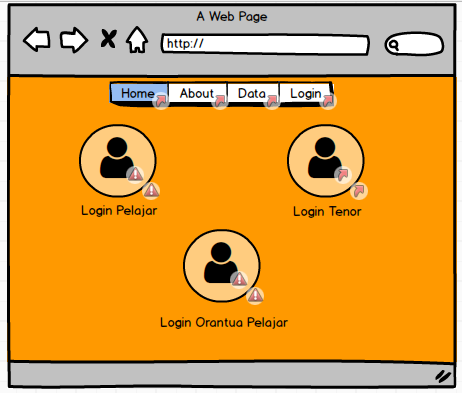 A Web Page
http://
Home About Data Login
Login Pelajar
Login Tenor
Login Orantua Pelajar